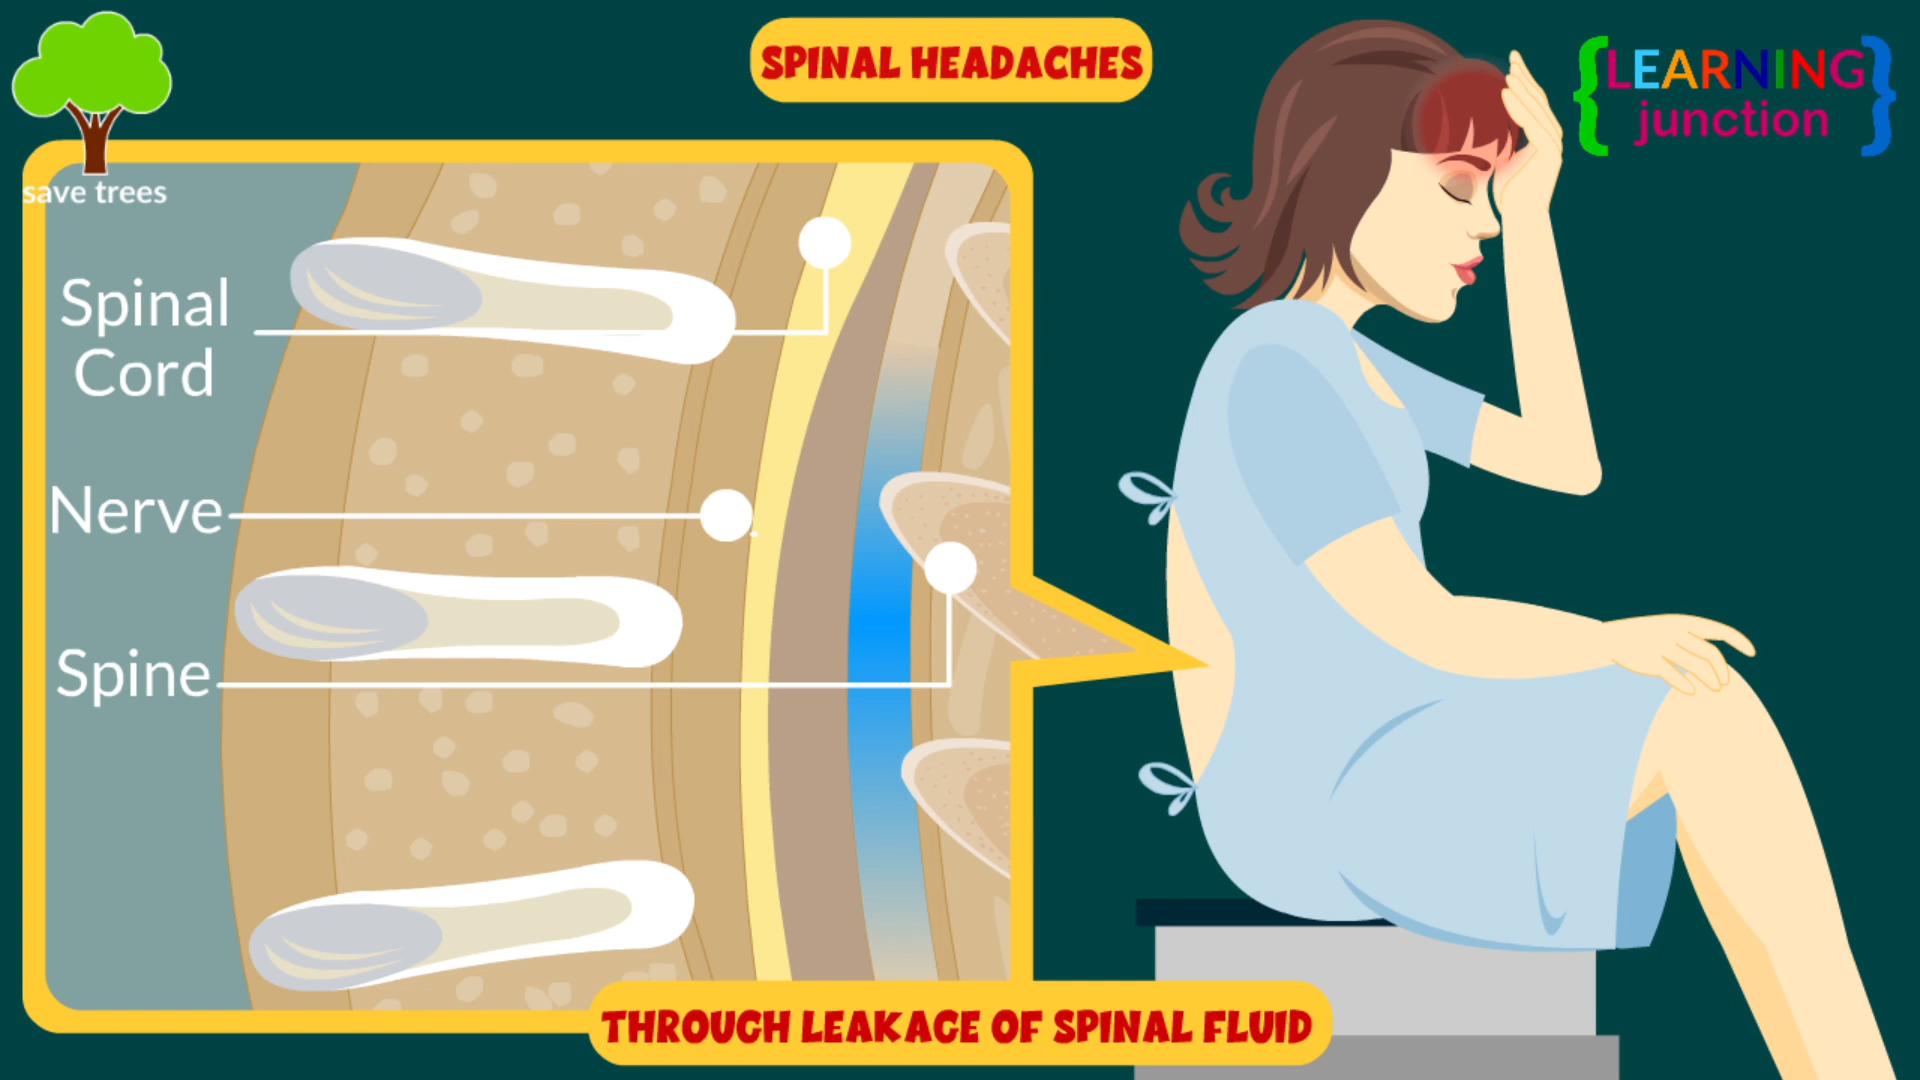 SPINAL HEADACHES
LEARNING
junction
save trees
Spinal
Cord
Nerve
Spine
THROUGH LEAKAGE OF SPINAL FLUID